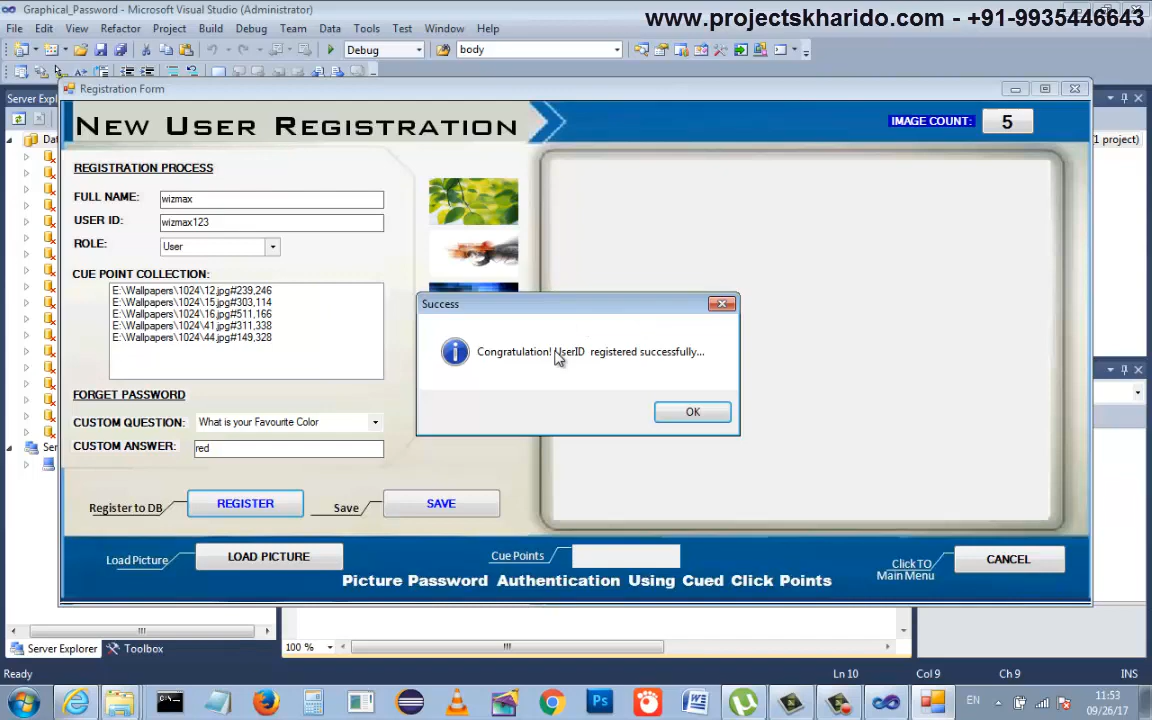 Graphical_Password - Microsoft Visual Studio (Administrator)
www.projectskharido.com - +91-9935446643
File Edit View Refactor Project Build Debug Team Data Tools Test Window Help
Debug
body
Server Expl
Registration Form
Dat
1 project)
NEW USER REGISTRATION
IMAGE COUNT: 5
REGISTRATION PROCESS
FULL NAME: wizmax
USER ID: wizmax123
ROLE: User
CUE POINT COLLECTION:
E:\Wallpapers\1024\12.jpg#239,246
E:\Wallpapers\1024\15.jpg#303,114
E:\Wallpapers\1024\16.jpg#511,166
E:\Wallpapers\1024\41.jpg#311,338
E:\Wallpapers\1024\44.jpg#149,328
Success
Congratulation! UserID registered successfully...
OK
FORGET PASSWORD
CUSTOM QUESTION: What is your Favourite Color
CUSTOM ANSWER: red
Ser
Register to DB REGISTER Save SAVE
Load Picture LOAD PICTURE Cue Points Click TO Main Menu CANCEL
Picture Password Authentication Using Cued Click Points
Server Explorer Toolbox
100 %
Ready Ln 10 Col 9 Ch 9 INS
EN
11:53
09/26/17